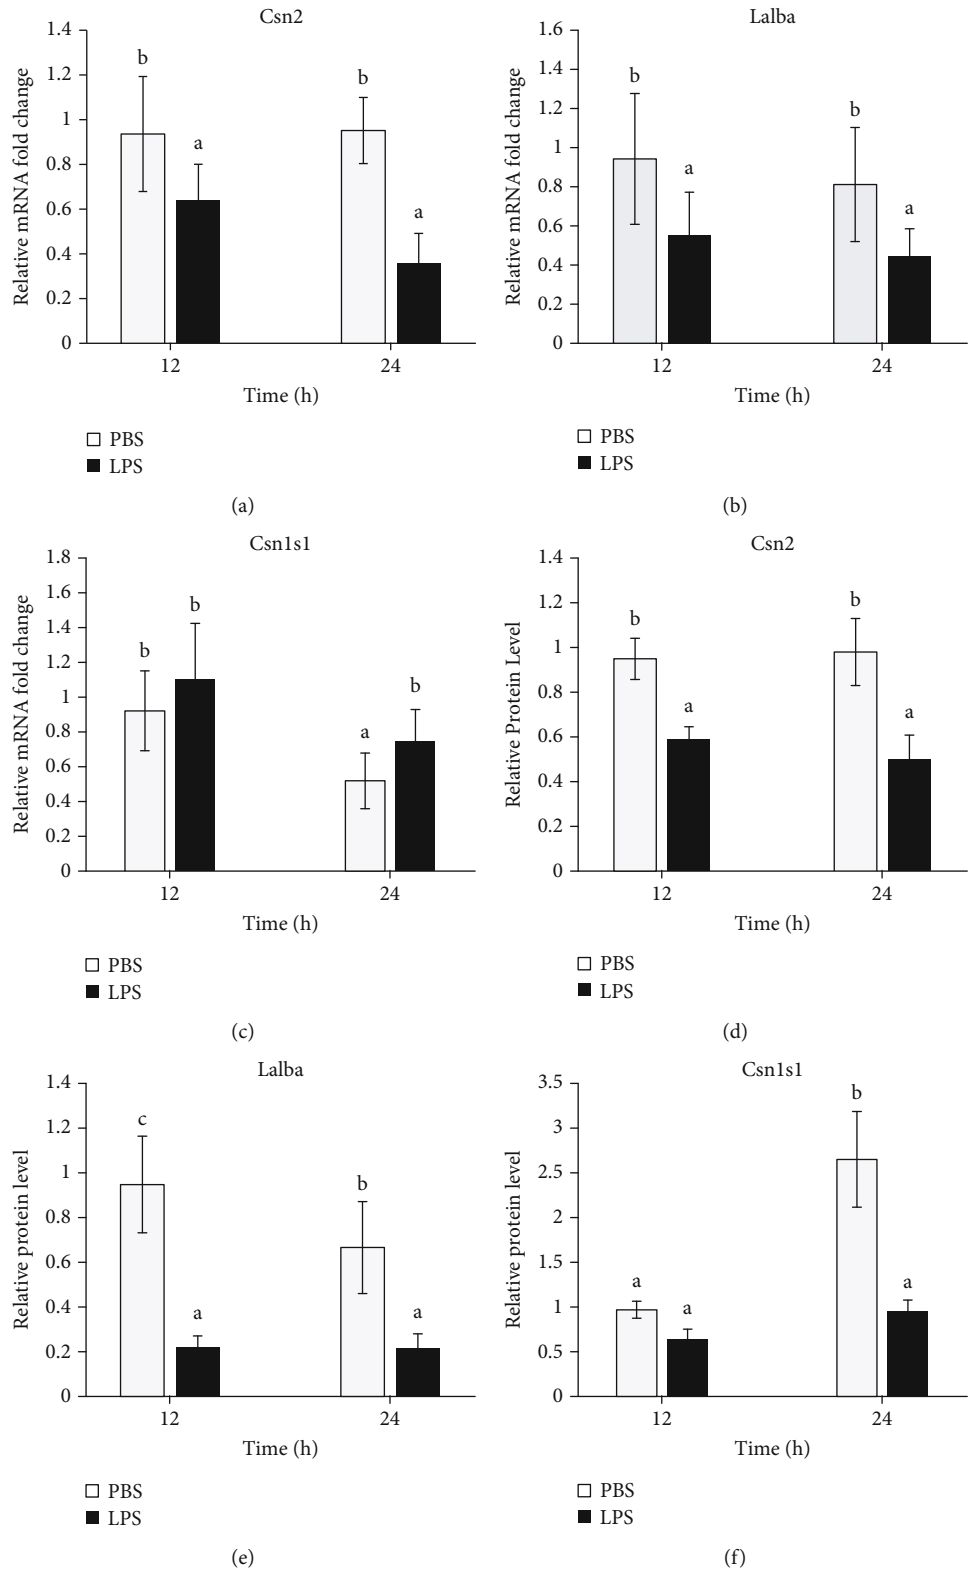 Csn2
Relative mRNA fold change
1.4
1.2
1
0.8
0.6
0.4
0.2
0
b
a
b
a
12
24
Time (h)
PBS
LPS
(a)
Lalba
Relative mRNA fold change
1.6
1.4
1.2
1
0.8
0.6
0.4
0.2
0
b
a
b
a
12
24
Time (h)
PBS
LPS
(b)
Csn1s1
Relative mRNA fold change
1.8
1.6
1.4
1.2
1
0.8
0.6
0.4
0.2
0
b
b
a
b
12
24
Time (h)
PBS
LPS
(c)
Csn2
Relative Protein Level
1.4
1.2
1
0.8
0.6
0.4
0.2
0
b
a
b
a
12
24
Time (h)
PBS
LPS
(d)
Lalba
Relative protein level
1.4
1.2
1
0.8
0.6
0.4
0.2
0
c
a
b
a
12
24
Time (h)
PBS
LPS
(e)
Csn1s1
Relative protein level
3.5
3
2.5
2
1.5
1
0.5
0
a
a
b
a
12
24
Time (h)
PBS
LPS
(f)